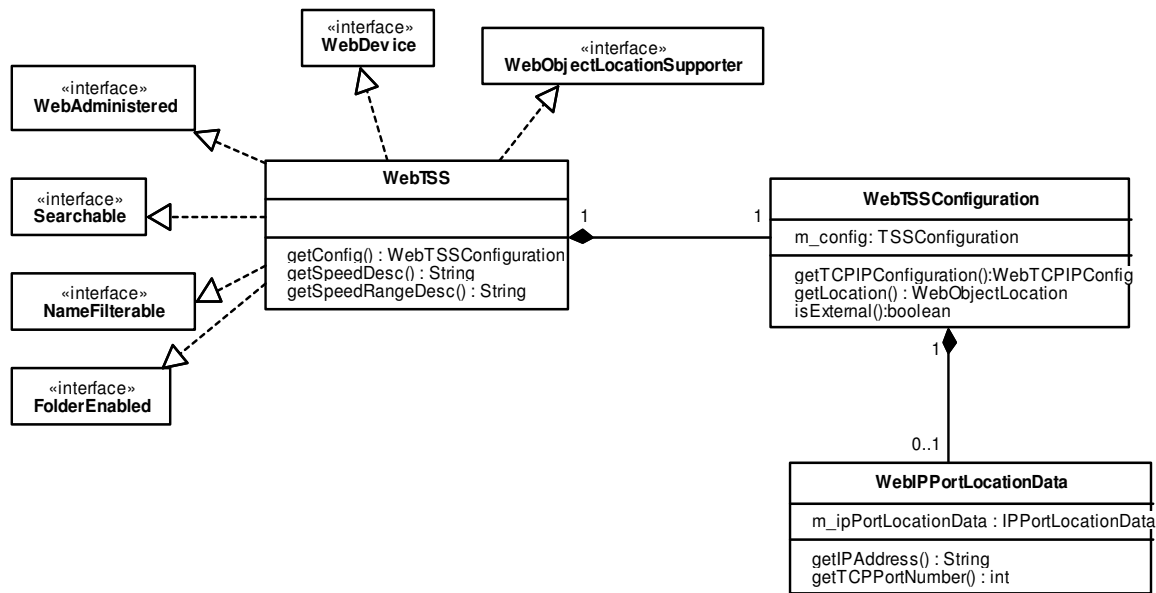 «interface»
WebDevice
«interface»
WebObjectLocationSupporter
«interface»
WebAdministered
«interface»
Searchable
«interface»
NameFilterable
«interface»
FolderEnabled
WebTSS
getConfig() : WebTSSConfiguration
getSpeedDesc() : String
getSpeedRangeDesc() : String
1
1
WebTSSConfiguration
m_config: TSSConfiguration
getTCPIPConfiguration():WebTCPIPConfig
getLocation() : WebObjectLocation
isExternal():boolean
1
0..1
WebIPPortLocationData
m_ipPortLocationData : IPPortLocationData
getIPAddress() : String
getTCPPortNumber() : int